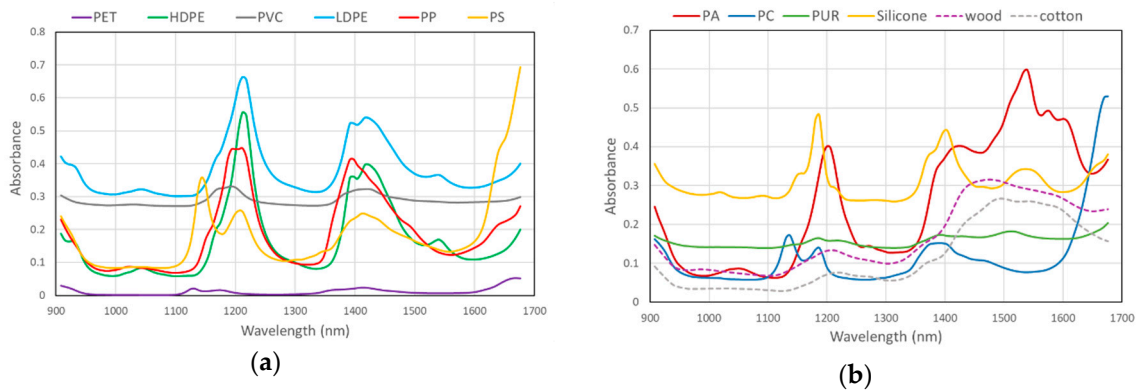 PET HDPE PVC LDPE PP PS
0.8
0.7
0.6
0.5
0.4
0.3
0.2
0.1
0
Absorbance
900 1000 1100 1200 1300 1400 1500 1600 1700
Wavelength (nm)
(a)
PA PC PUR Silicone wood cotton
0.7
0.6
0.5
0.4
0.3
0.2
0.1
0
Absorbance
900 1000 1100 1200 1300 1400 1500 1600 1700
Wavelength (nm)
(b)